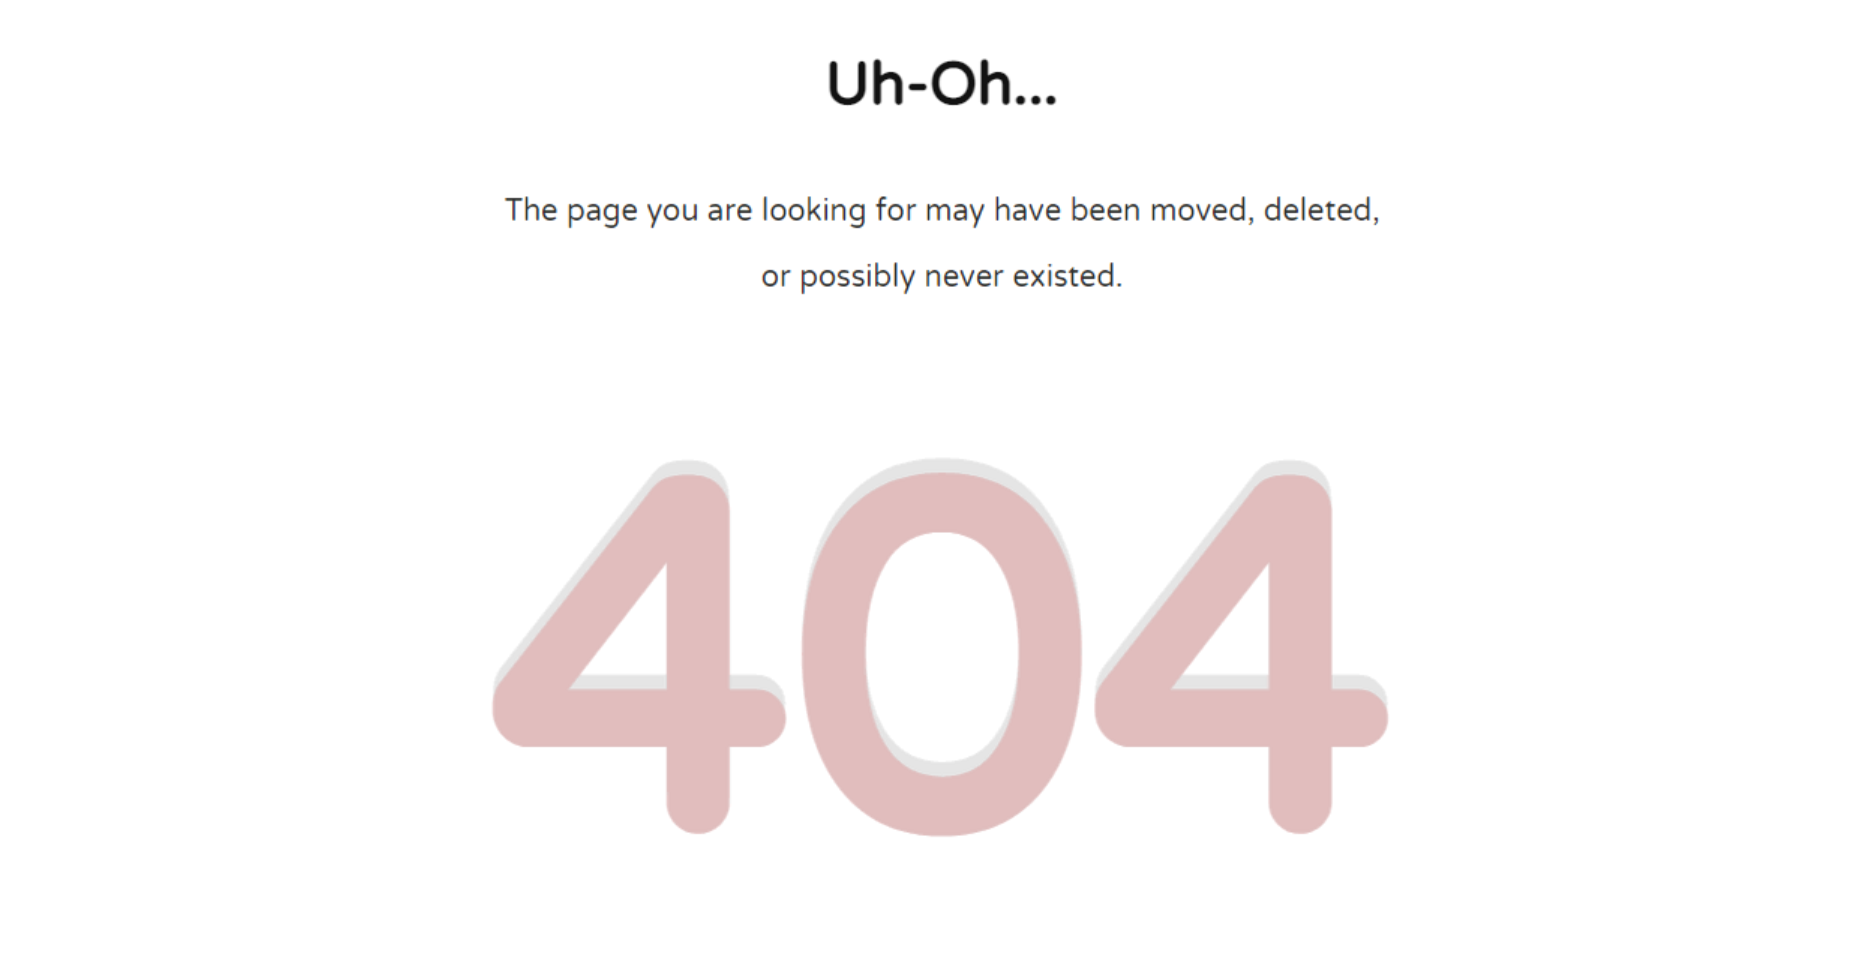 Uh-Oh...
The page you are looking for may have been moved, deleted,
or possibly never existed.
404